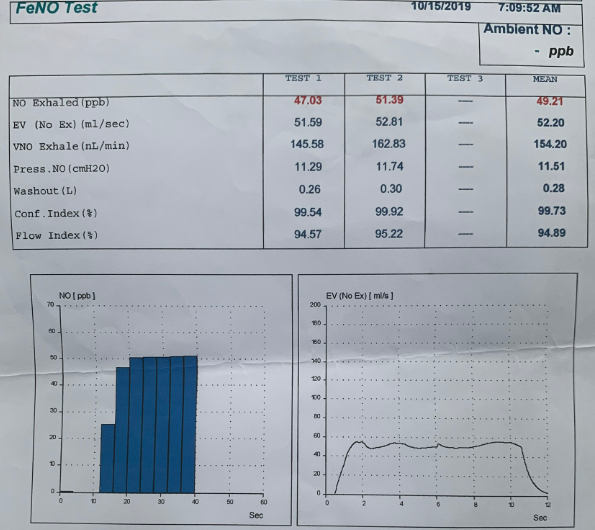 FeNO Test 10/15/2019 7:09:52 AM
Ambient NO :
- ppb
TEST 1 TEST 2 TEST 3 MEAN
NO Exhaled(ppb) 47.03 51.39 ---- 49.21
EV (No Ex)(ml/sec) 51.59 52.81 ---- 52.20
VNO Exhale(nL/min) 145.58 162.83 ---- 154.20
Press.NO(cmH2O) 11.29 11.74 ---- 11.51
Washout(L) 0.26 0.30 ---- 0.28
Conf.Index(%) 99.54 99.92 ---- 99.73
Flow Index(%) 94.57 95.22 ---- 94.89
NO [ ppb ]
70
60
50
40
30
20
10
0
0 10 20 30 40 50 60
Sec
EV (No Ex) [ ml/s ]
200
180
160
140
120
100
80
60
40
20
0
0 2 4 6 8 10 12
Sec